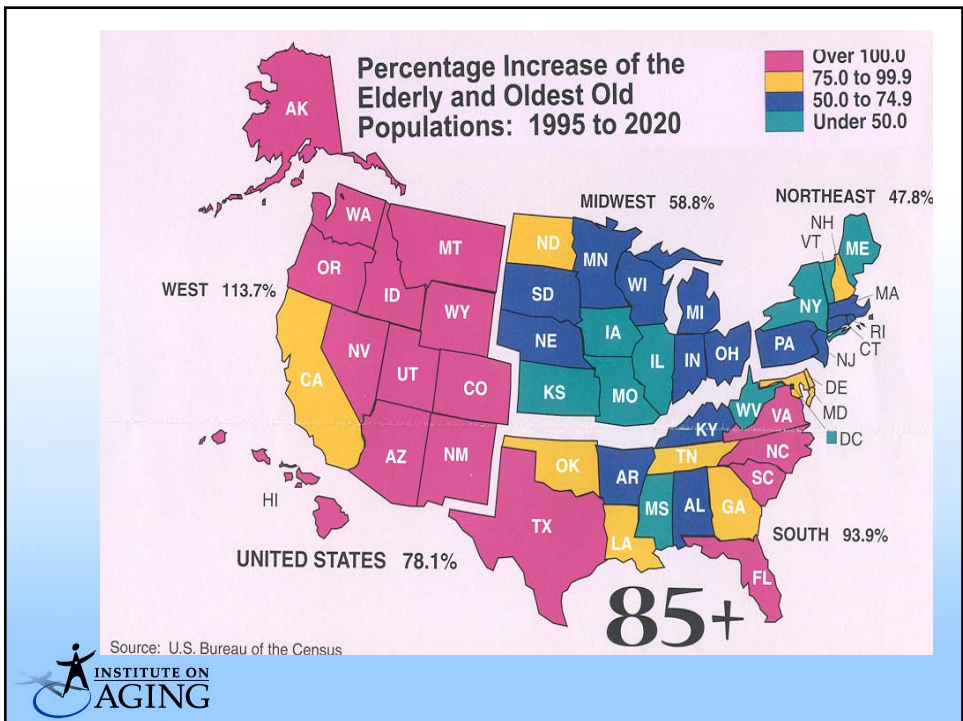 Percentage Increase of the
Elderly and Oldest Old
Populations: 1995 to 2020
Over 100.0
75.0 to 99.9
50.0 to 74.9
Under 50.0
AK
MIDWEST 58.8%
NORTHEAST 47.8%
NH
VT
ME
WA
MT
ND
MN
OR
ID
WY
SD
WI
MI
NY
MA
RI
CT
WEST 113.7%
NV
UT
CO
NE
IA
IL
IN
OH
PA
NJ
CA
KS
MO
WV
VA
DE
MD
DC
KY
AZ
NM
OK
AR
TN
NC
SC
HI
TX
LA
MS
AL
GA
SOUTH 93.9%
FL
UNITED STATES 78.1%
85+
Source: U.S. Bureau of the Census
INSTITUTE ON
AGING